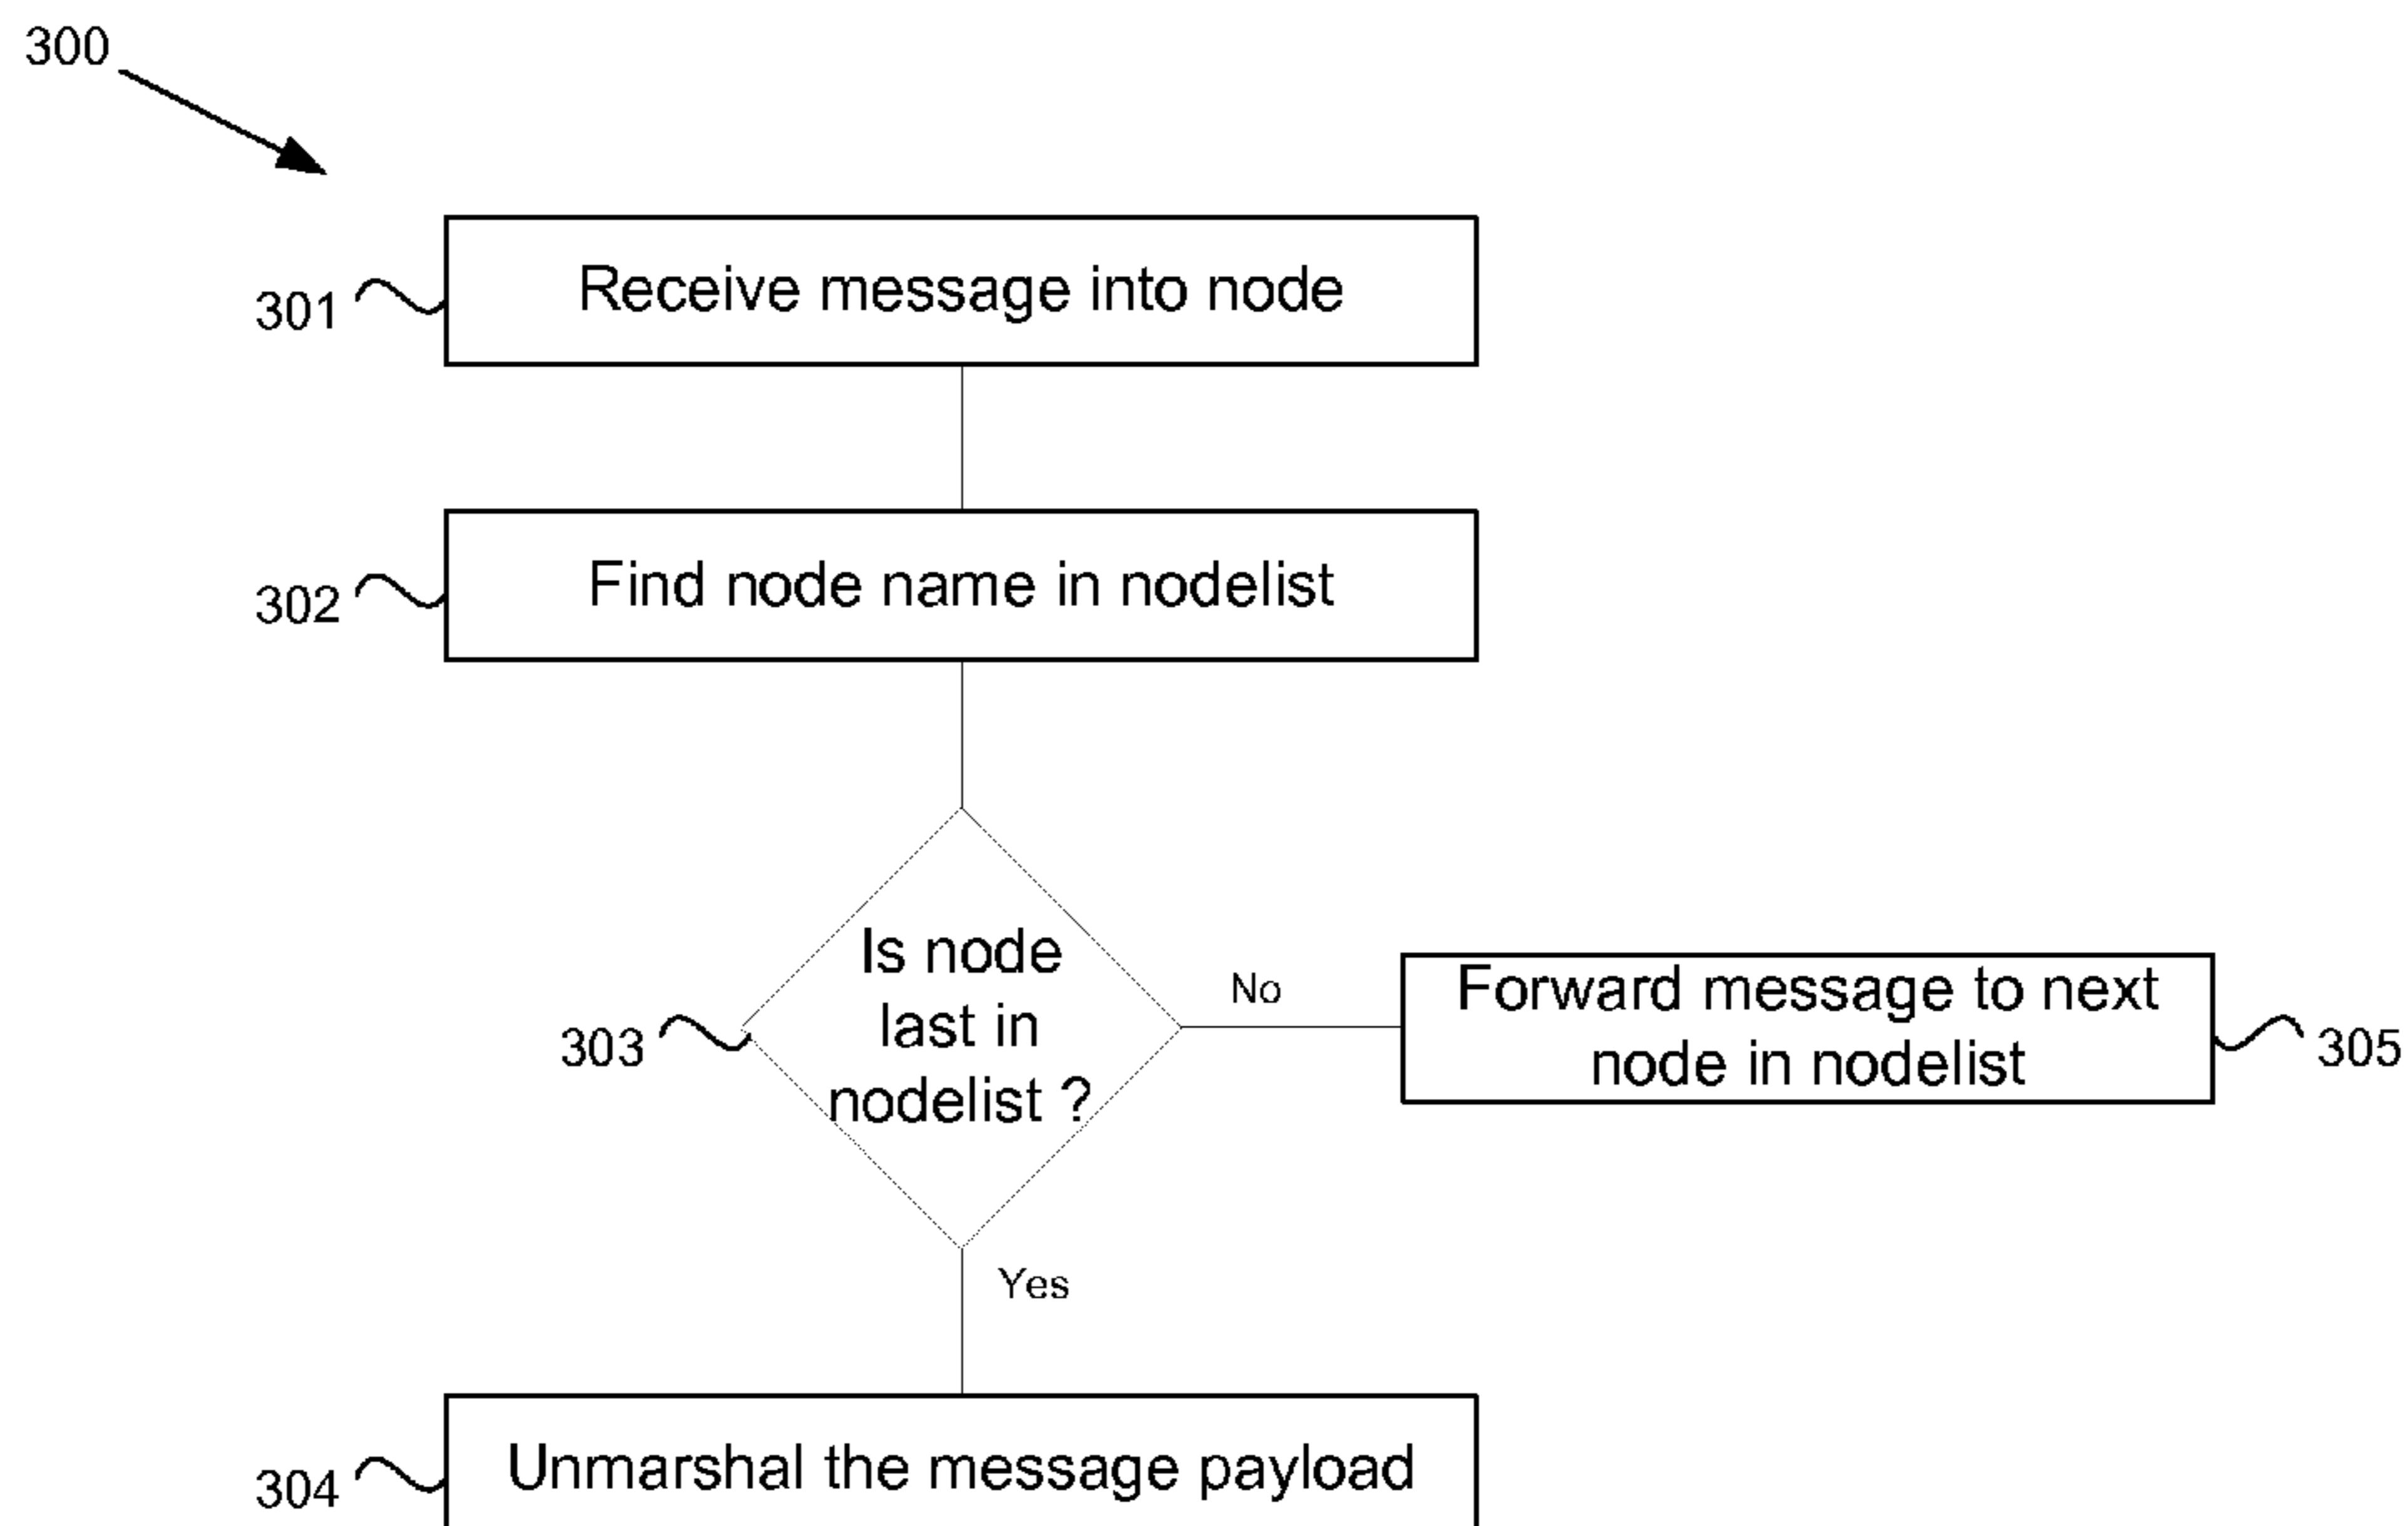 300
301
Receive message into node
302
Find node name in nodelist
303
Is node
last in
nodelist ?
No
Forward message to next
node in nodelist
305
Yes
304
Unmarshal the message payload